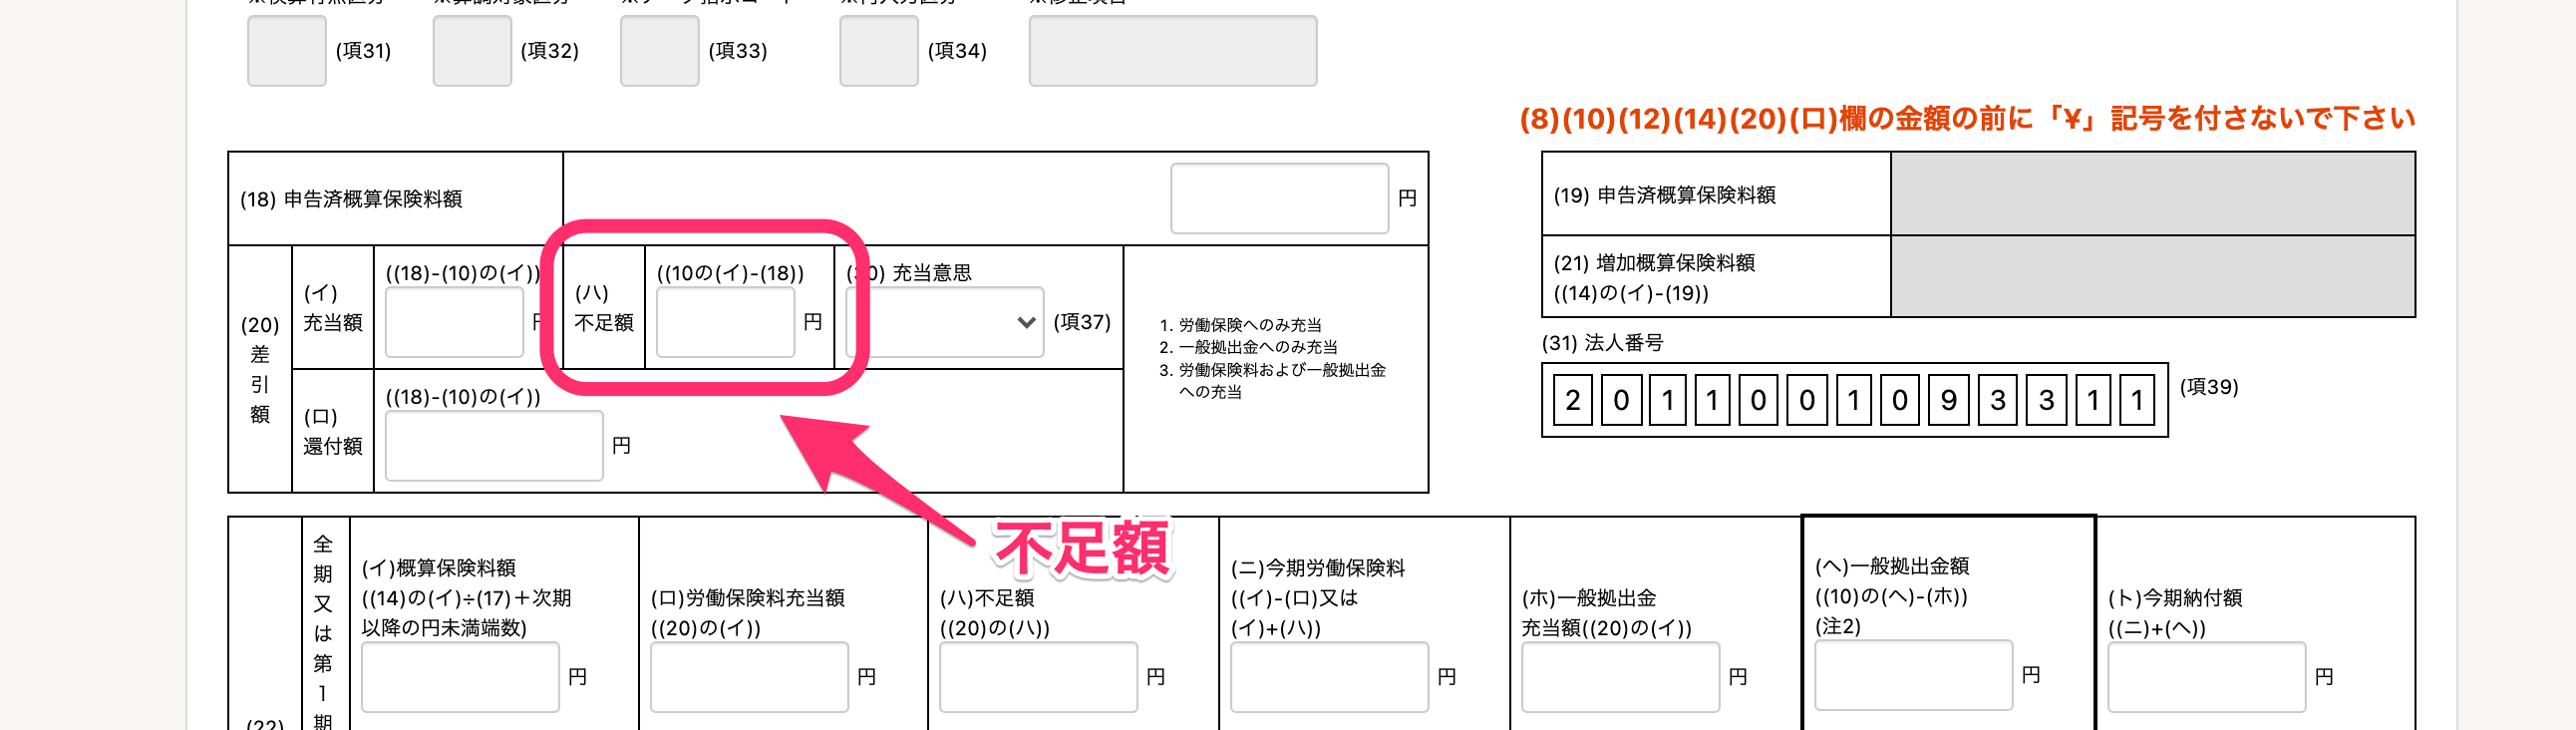 (項31)
(項32)
(項33)
(項34)
(8)(10)(12)(14)(20)(ロ)欄の金額の前に「¥」記号を付さないで下さい
(18) 申告済概算保険料額
円
(20)
差
引
額
(イ)
充当額
((18)-(10)の(イ))
(ハ)
不足額
((10の(イ)-(18))
円
充当意思
(項37)
(ロ)
還付額
((18)-(10)の(イ))
円
1. 労働保険へのみ充当
2. 一般拠出金へのみ充当
3. 労働保険料および一般拠出金
への充当
(19) 申告済概算保険料額
(21) 増加概算保険料額
((14)の(イ)-(19))
(31) 法人番号
2 0 1 1 0 0 1 0 9 3 3 1 1
(項39)
不足額
(22)
全
期
又
は
第
1
期
(イ)概算保険料額
((14)の(イ)÷(17)＋次期
以降の円未満端数)
円
(ロ)労働保険料充当額
((20)の(イ))
円
(ハ)不足額
((20)の(ハ))
円
(ニ)今期労働保険料
((イ)-(ロ)又は
(イ)+(ハ))
円
(ホ)一般拠出金
充当額((20)の(イ))
円
(ヘ)一般拠出金額
((10)の(ヘ)-(ホ))
(注2)
円
(ト)今期納付額
((ニ)+(ヘ))
円